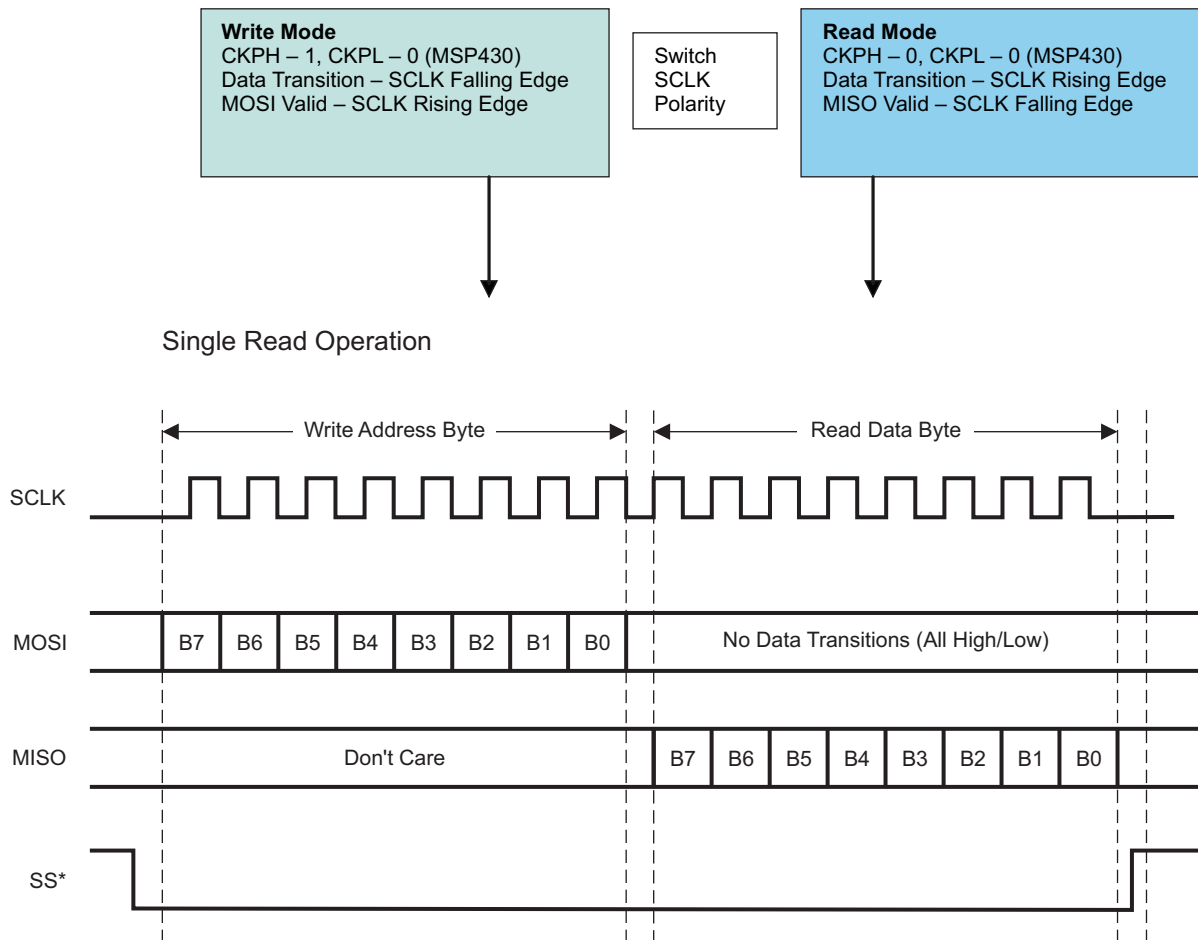 Write Mode
CKPH – 1, CKPL – 0 (MSP430)
Data Transition – SCLK Falling Edge
MOSI Valid – SCLK Rising Edge
Switch
SCLK
Polarity
Read Mode
CKPH – 0, CKPL – 0 (MSP430)
Data Transition – SCLK Rising Edge
MISO Valid – SCLK Falling Edge
Single Read Operation
Write Address Byte
Read Data Byte
SCLK
MOSI
B7 B6 B5 B4 B3 B2 B1 B0
No Data Transitions (All High/Low)
MISO
Don't Care
B7 B6 B5 B4 B3 B2 B1 B0
SS*